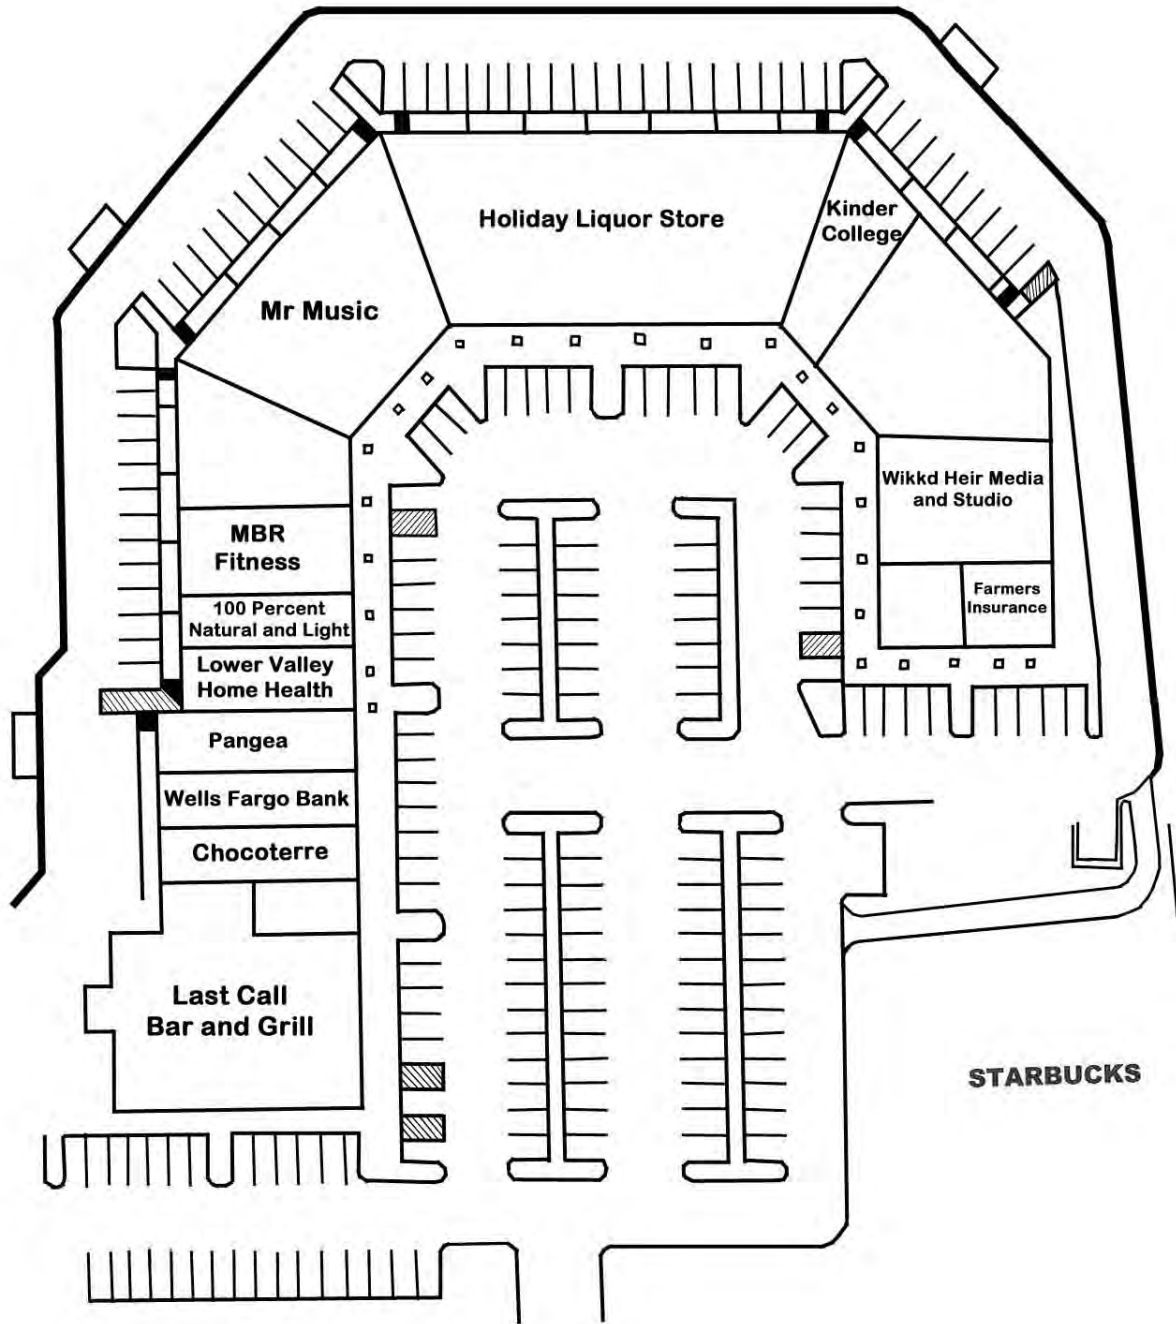 Holiday Liquor Store
Kinder
College
Mr Music
Wikkd Heir Media
and Studio
MBR
Fitness
Farmers
Insurance
100 Percent
Natural and Light
Lower Valley
Home Health
Pangea
Wells Fargo Bank
Chocoterre
Last Call
Bar and Grill
STARBUCKS